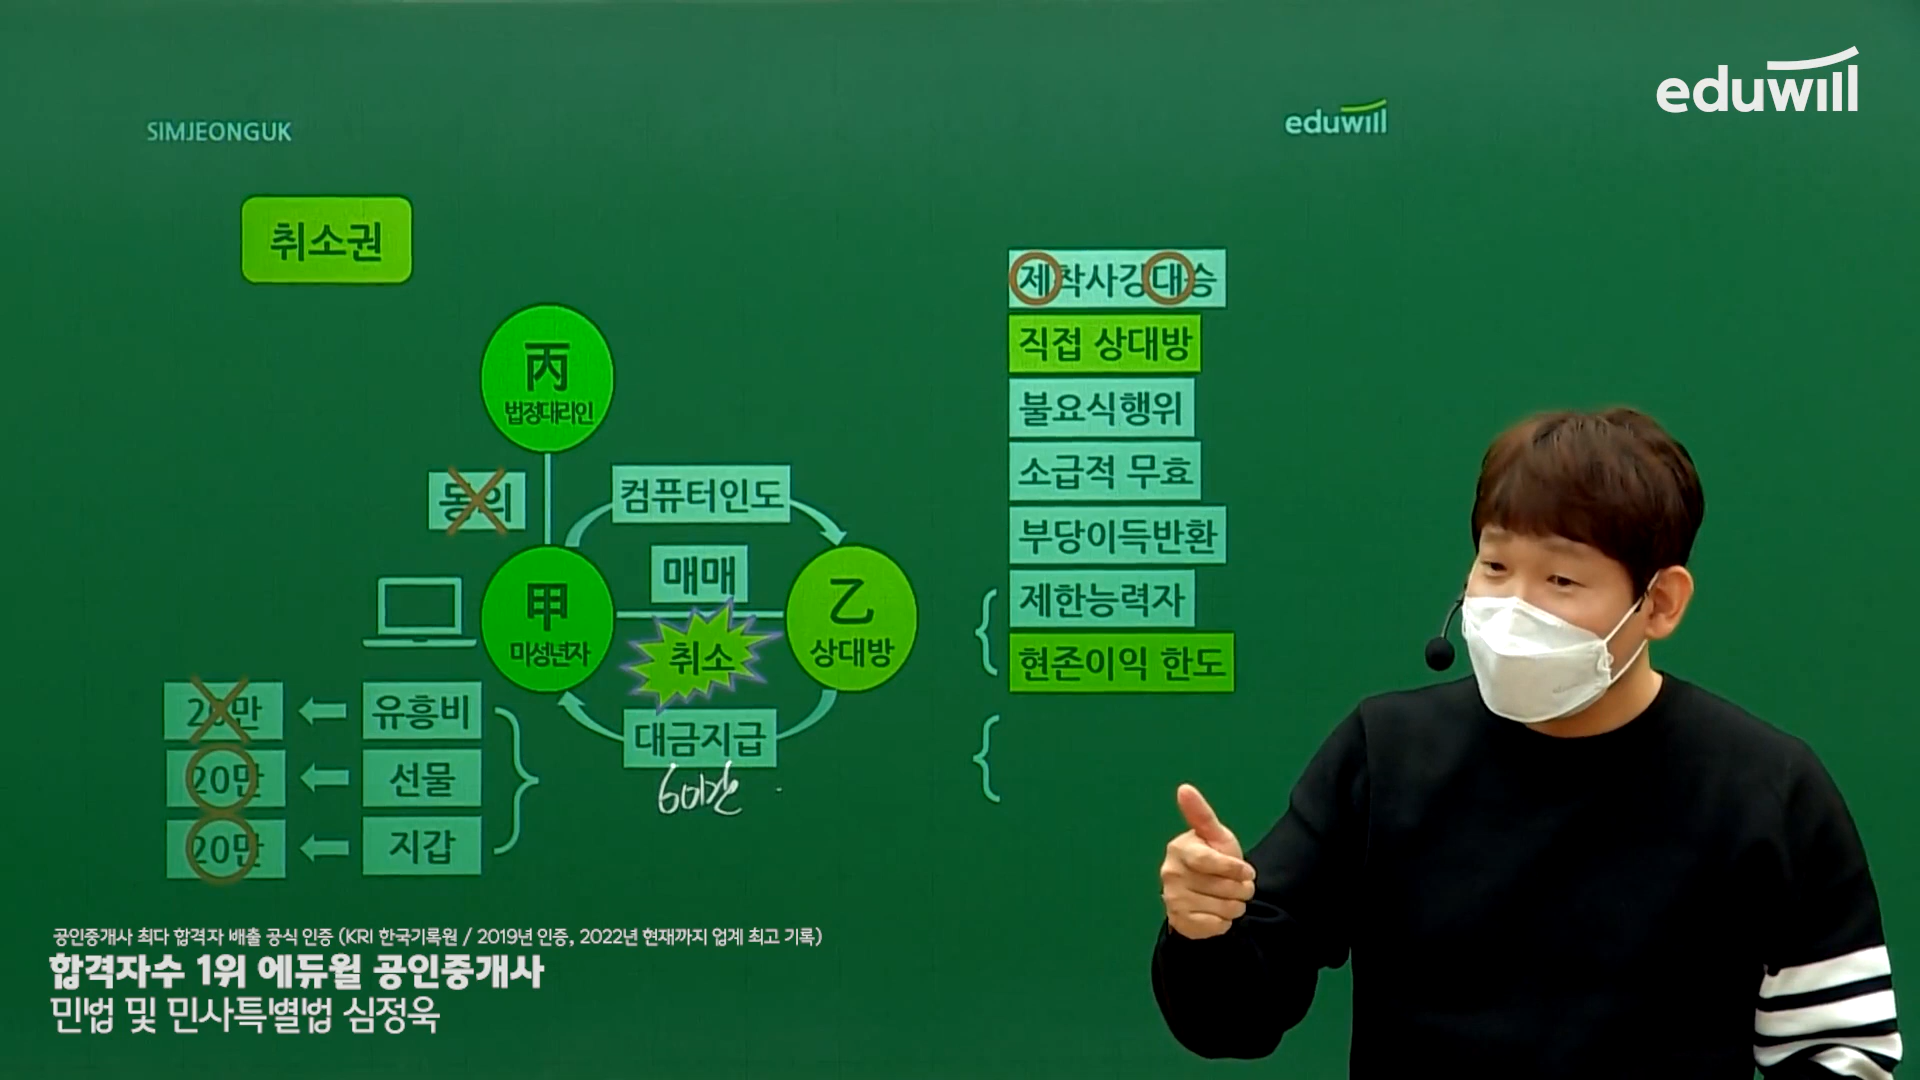 eduwill
SIMJEONGUK
eduwill
취소권
丙
법정대리인
동의
컴퓨터인도
매매
甲
미성년자
乙
상대방
취소
대금지급
60만
유흥비
20만
선물
20만
지갑
20만
제착사강대승
직접 상대방
불요식행위
소급적 무효
부당이득반환
제한능력자
현존이익 한도
공인중개사 최다 합격자 배출 공식 인증 (KRI 한국기록원 / 2019년 인증, 2022년 현재까지 업계 최고 기록)
합격자수 1위 에듀윌 공인중개사
민법 및 민사특별법 심정욱